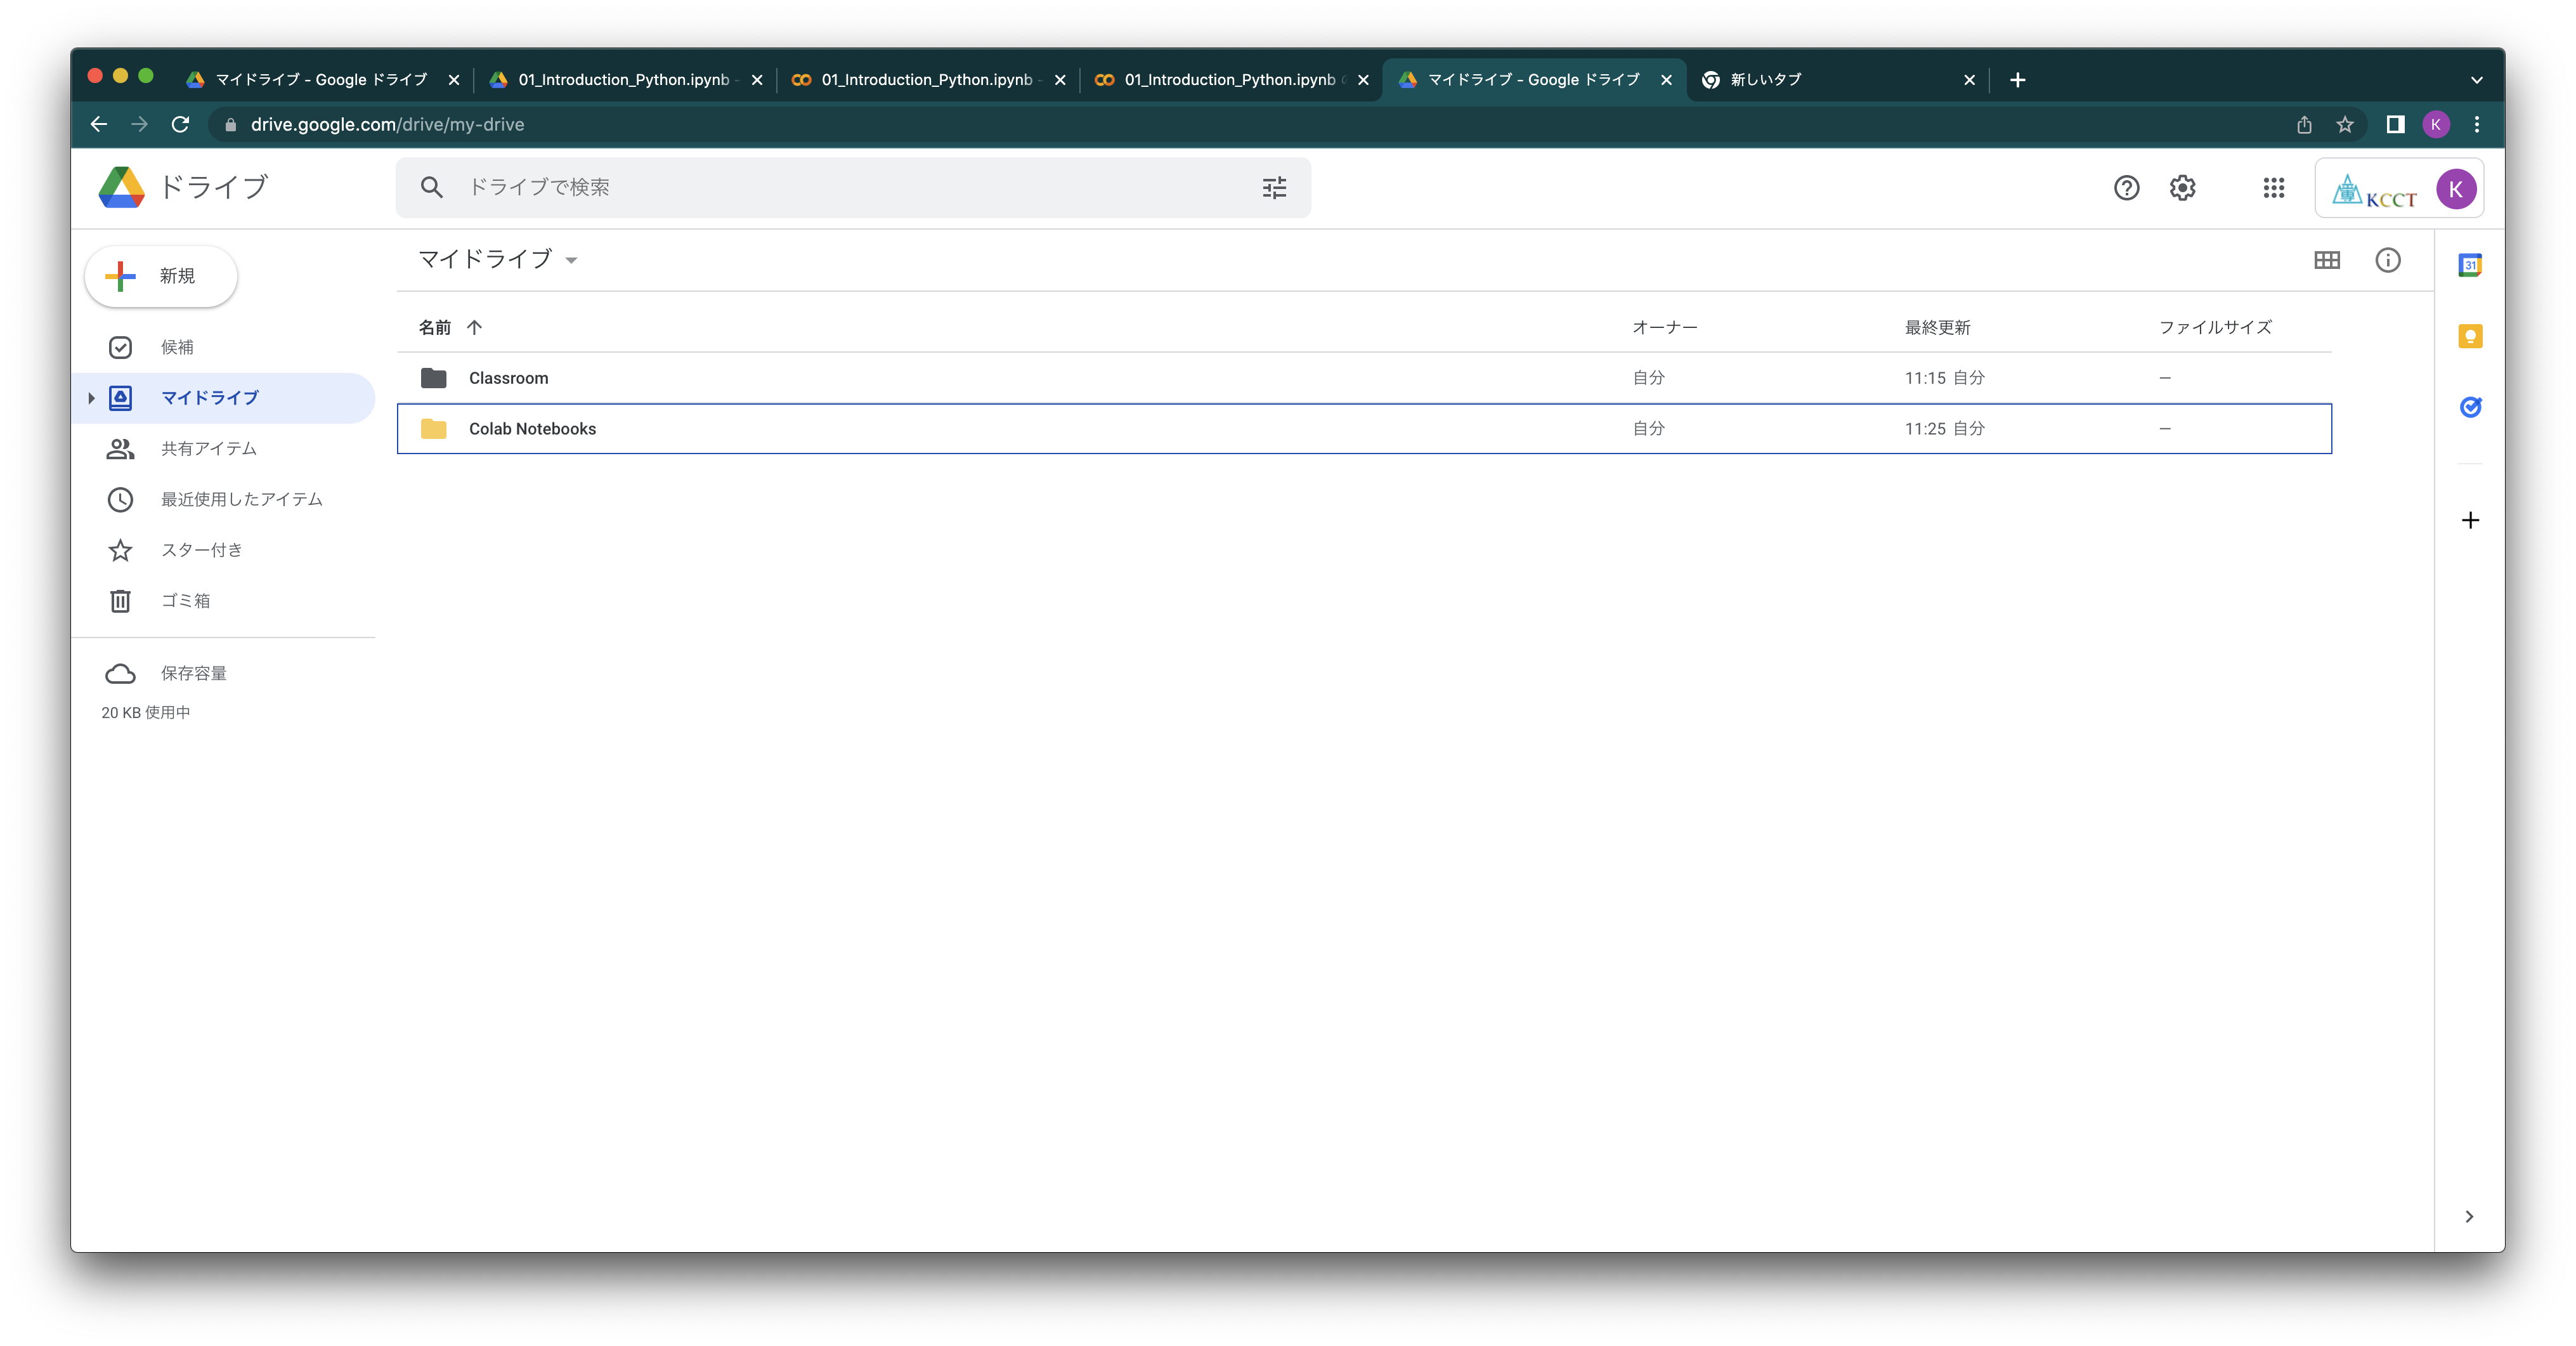 マイドライブ - Google ドライブ
01_Introduction_Python.ipynb -
01_Introduction_Python.ipynb -
01_Introduction_Python.ipynb
マイドライブ - Google ドライブ
新しいタブ
drive.google.com/drive/my-drive
K
ドライブ
ドライブで検索
KCCT
K
新規
マイドライブ
31
名前
オーナー
最終更新
ファイルサイズ
候補
Classroom
自分
11:15 自分
—
マイドライブ
Colab Notebooks
自分
11:25 自分
—
共有アイテム
最近使用したアイテム
スター付き
ゴミ箱
保存容量
20 KB 使用中